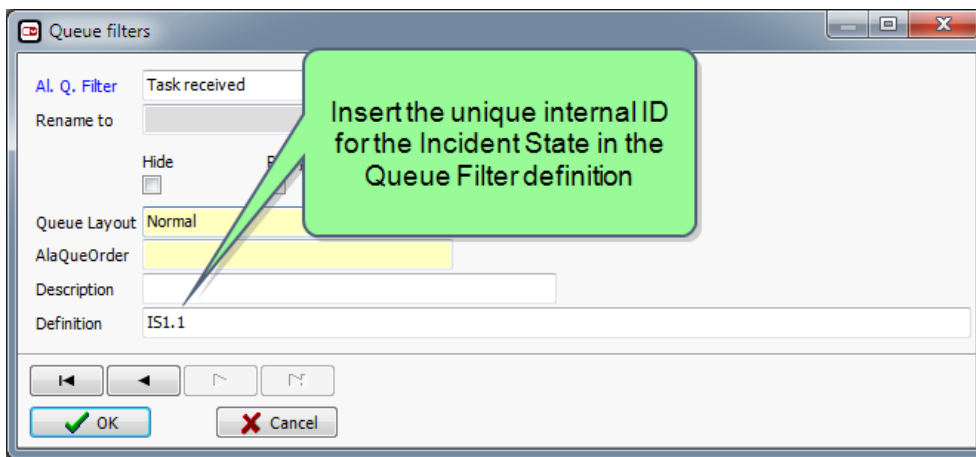 Queue filters
Al. Q. Filter Task received
Rename to
Insert the unique internal ID
for the Incident State in the
Queue Filter definition
Hide
Queue Layout Normal
AlaQueOrder
Description
Definition IS1.1
OK Cancel